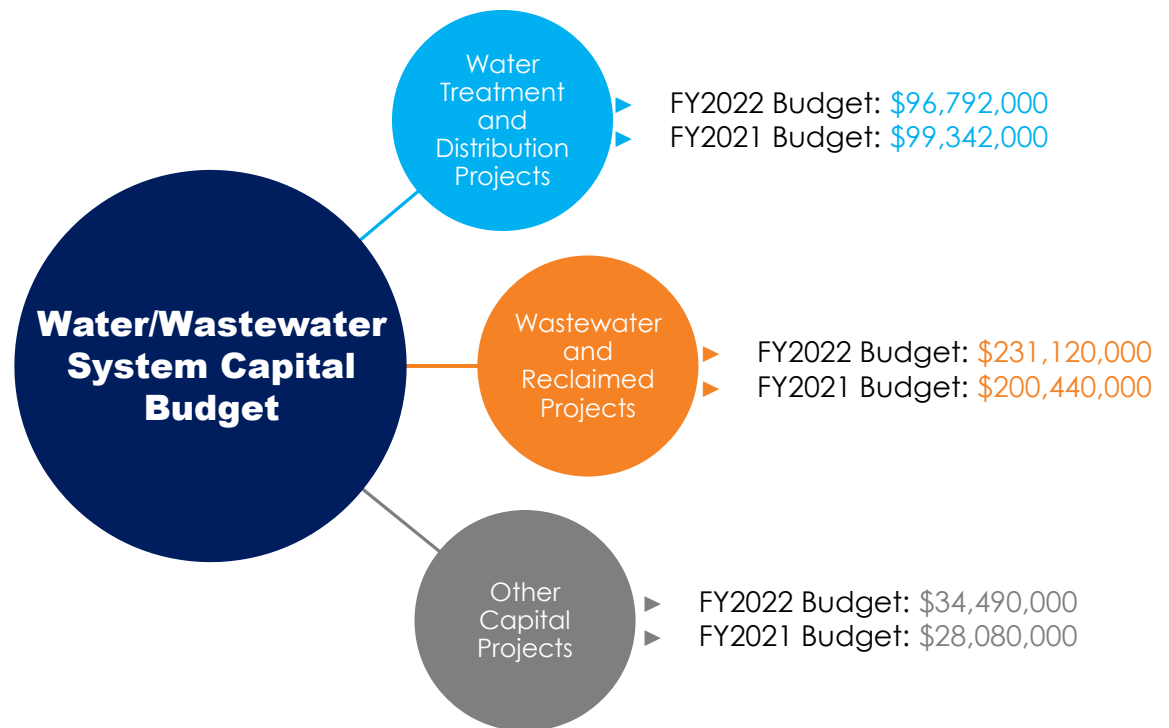 Water
Treatment
and
Distribution
Projects
FY2022 Budget: $96,792,000
FY2021 Budget: $99,342,000
Water/Wastewater
System Capital
Budget
Wastewater
and
Reclaimed
Projects
FY2022 Budget: $231,120,000
FY2021 Budget: $200,440,000
Other
Capital
Projects
FY2022 Budget: $34,490,000
FY2021 Budget: $28,080,000